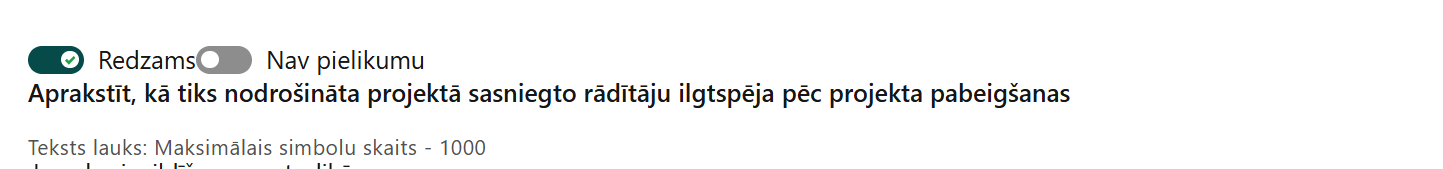 Redzams Nav pielikumu
Aprakstīt, kā tiks nodrošināta projektā sasniegto rādītāju ilgtspēja pēc projekta pabeigšanas
Teksts lauks: Maksimālais simbolu skaits - 1000